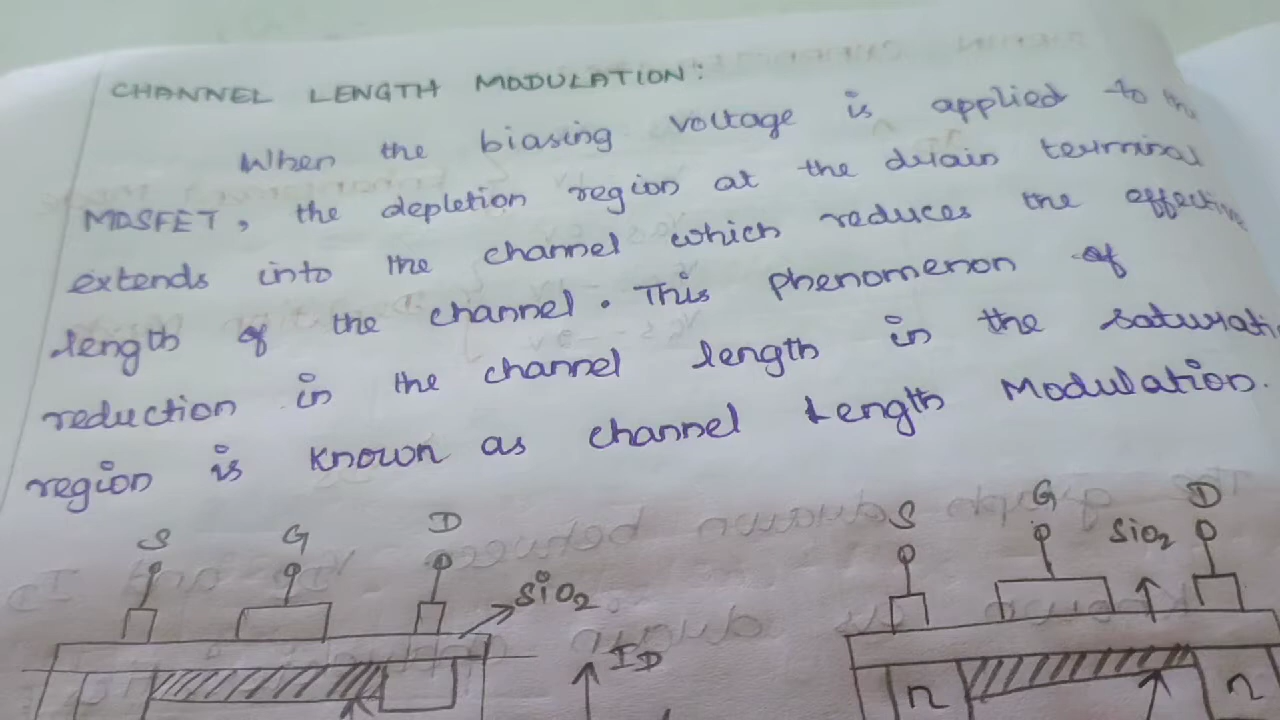 CHANNEL LENGTH MODULATION:
When the biasing voltage is applied to the
MOSFET, the depletion region at the drain terminal
extends into the channel which reduces the effective
length of the channel. This phenomenon of
reduction in the channel length in the saturati
region is known as channel Length Modulation.
S G D S G D
SiO2 SiO2
ID
n n